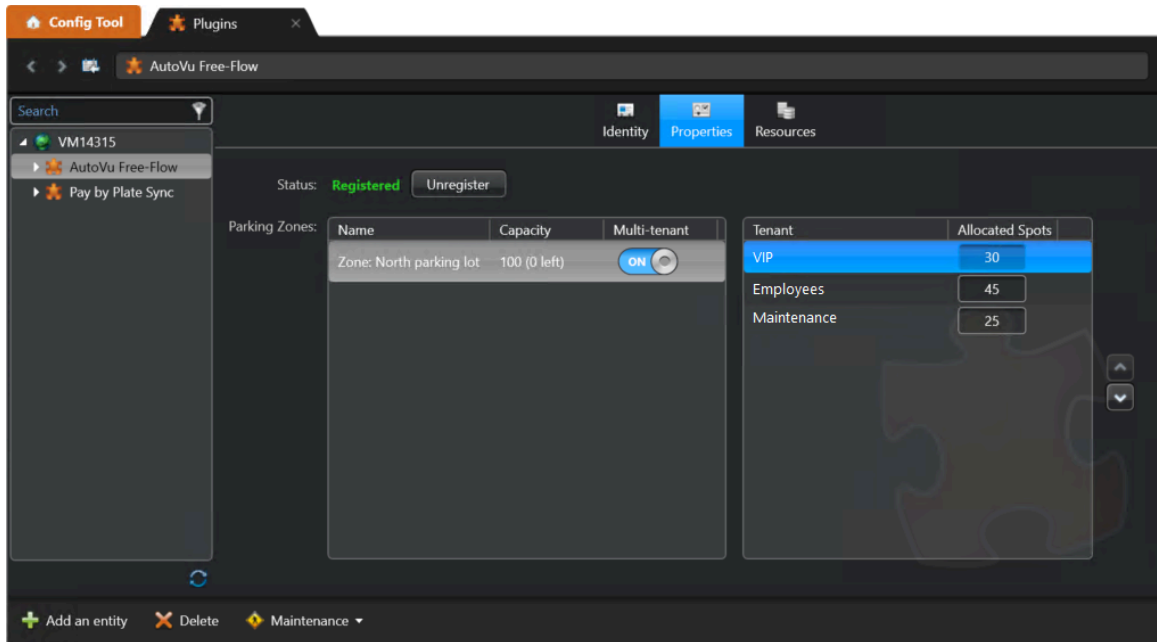 Config Tool
Plugins
AutoVu Free-Flow
Search
VM14315
AutoVu Free-Flow
Pay by Plate Sync
Identity
Properties
Resources
Status: Registered Unregister
Parking Zones:
Name Capacity Multi-tenant
Zone: North parking lot 100 (0 left) ON
Tenant Allocated Spots
VIP 30
Employees 45
Maintenance 25
Add an entity Delete Maintenance